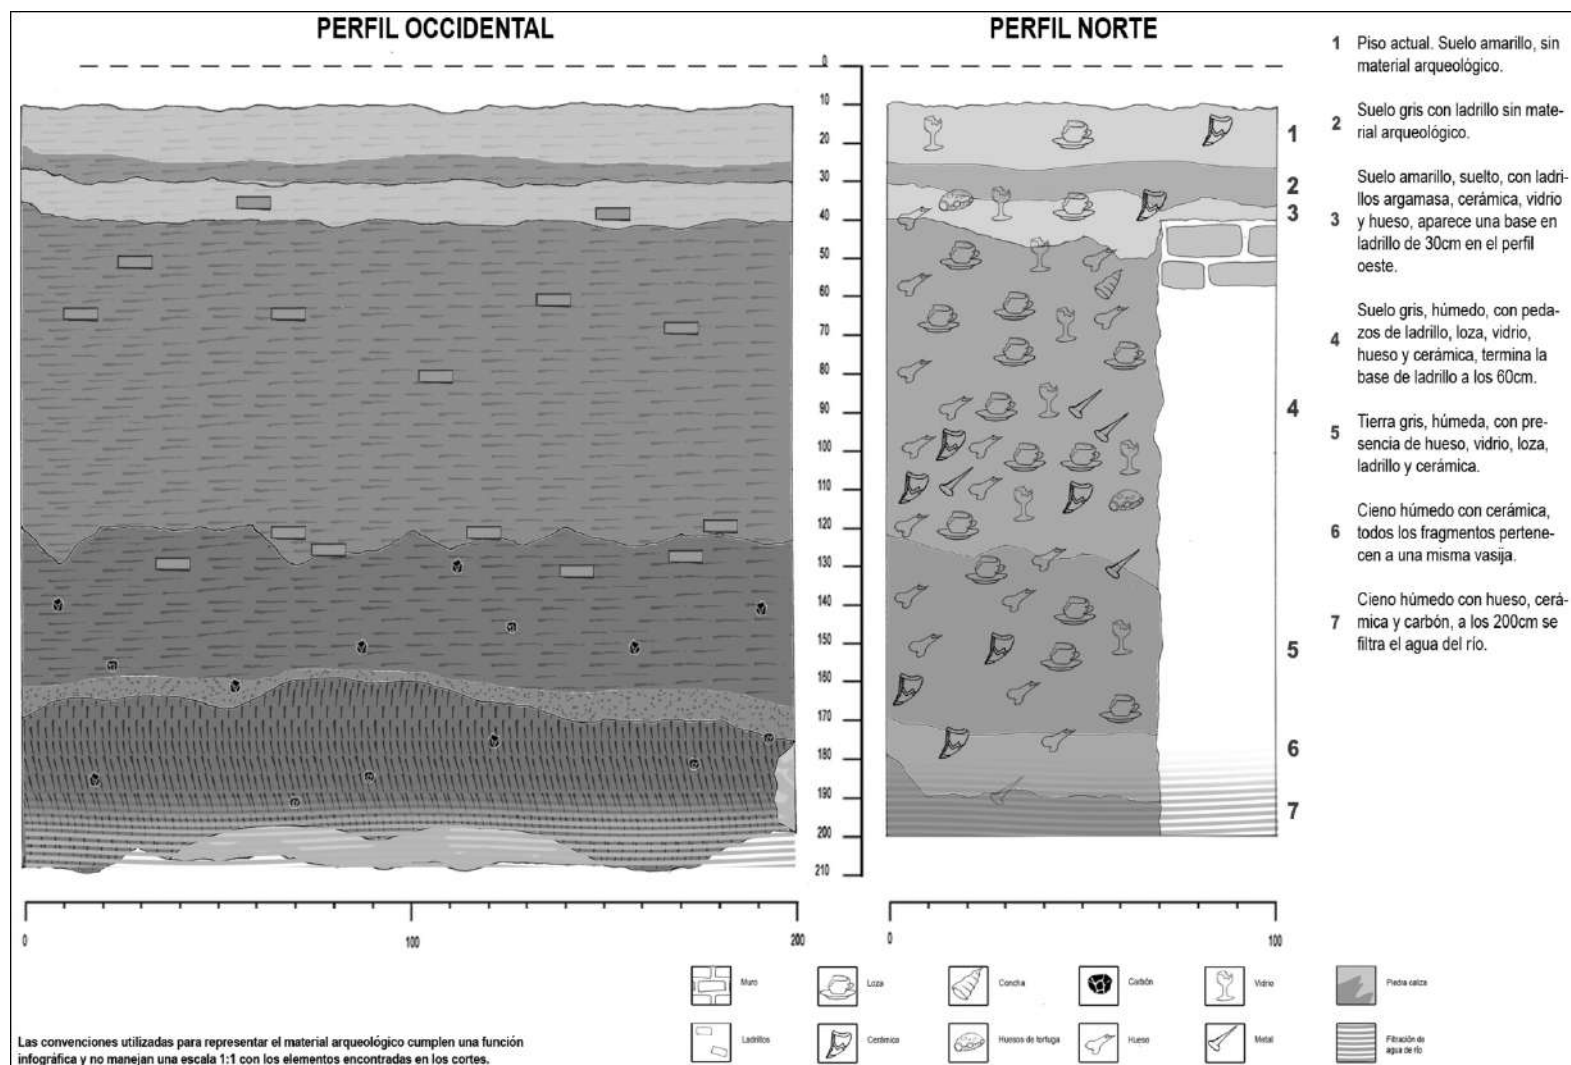 PERFIL OCCIDENTAL
PERFIL NORTE
0
10
20
30
40
50
60
70
80
90
100
110
120
130
140
150
160
170
180
190
200
210
1
2
3
4
5
6
7
1 Piso actual. Suelo amarillo, sin
material arqueológico.
2 Suelo gris con ladrillo sin mate-
rial arqueológico.
Suelo amarillo, suelto, con ladri-
llos argamasa, cerámica, vidrio
3 y hueso, aparece una base en
ladrillo de 30cm en el perfil
oeste.
Suelo gris, húmedo, con peda-
zos de ladrillo, loza, vidrio,
4 hueso y cerámica, termina la
base de ladrillo a los 60cm.
Tierra gris, húmeda, con pre-
5 sencia de hueso, vidrio, loza,
ladrillo y cerámica.
Cieno húmedo con cerámica,
6 todos los fragmentos pertene-
cen a una misma vasija.
Cieno húmedo con hueso, cerá-
7 mica y carbón, a los 200cm se
filtra el agua del río.
0 100 200
0 100
Muro
Loza
Concha
Carbón
Vidrio
Piedra caliza
Ladrillos
Cerámica
Huesos de tortuga
Hueso
Metal
Filtración de
agua de río
Las convenciones utilizadas para representar el material arqueológico cumplen una función
infográfica y no manejan una escala 1:1 con los elementos encontradas en los cortes.